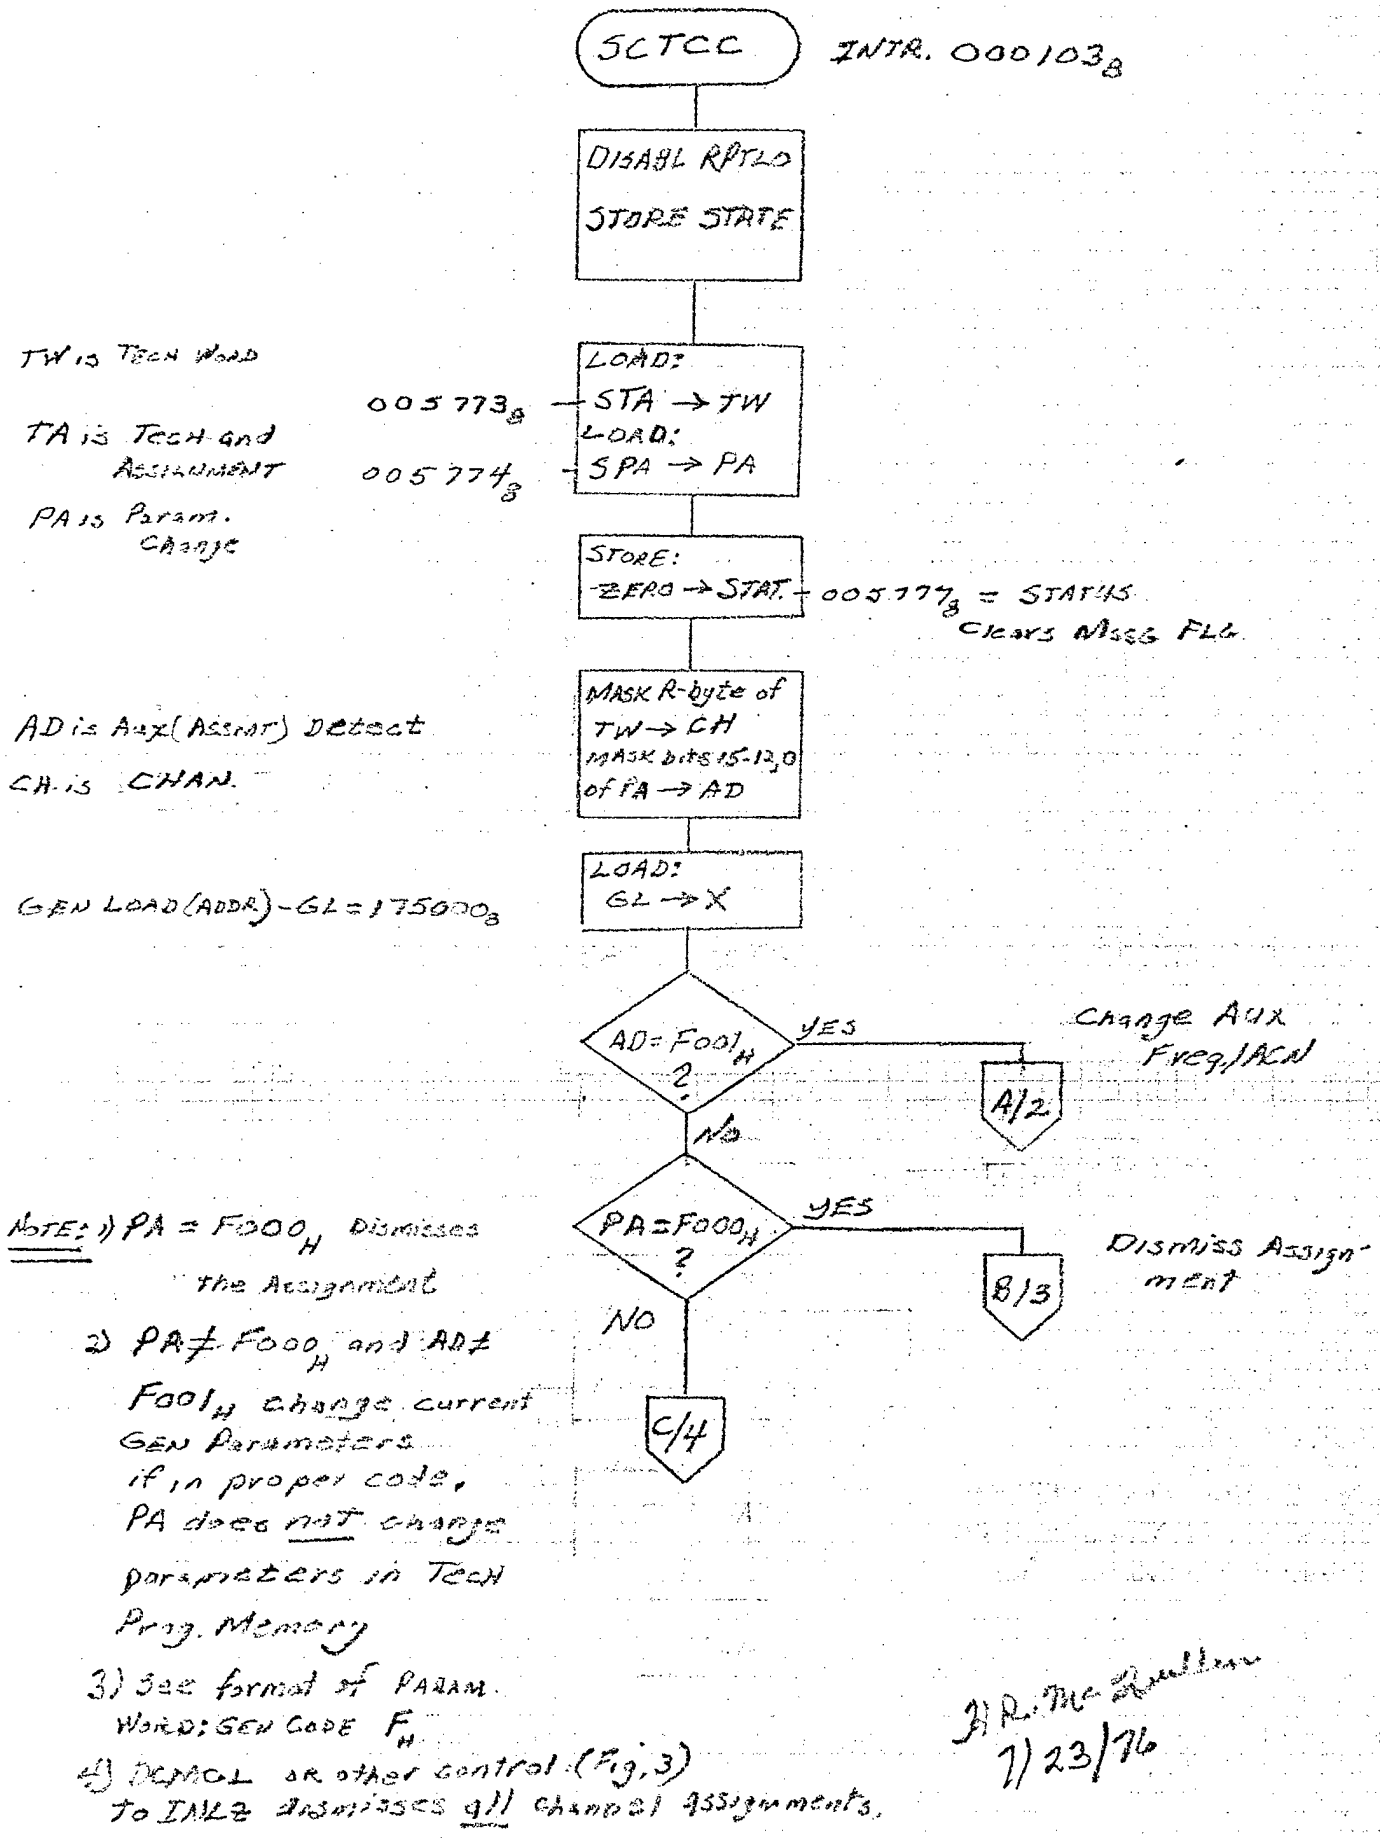 SCTCC INTR. 000103₈
DISABL RPTLO
STORE STATE
TW is TECH WORD
TA is TECH and
ASSIGNMENT
PA is Param.
Change
005773₈
005774₈
LOAD:
STA → TW
LOAD:
SPA → PA
STORE:
ZERO → STAT. 005777₈ = STATUS
Clears MSSG FLG.
AD is Aux (Assmt) Detect
CH is CHAN.
MASK R-byte of
TW → CH
MASK bits 15-12,0
of PA → AD
GEN LOAD (ADDR) - GL = 175000₈
LOAD:
GL → X
AD = F001H
?
YES
Change Aux
Freq./ACN
A/2
NO
PA = F000H
?
YES
Dismiss Assign-
ment
B/3
NO
C/4
NOTE: 1) PA = F000H Dismisses
the Assignment
2) PA ≠ F000H and AD ≠
F001H change current
GEN Parameters
if in proper code.
PA does not change
parameters in TECH
Prog. Memory
3) See format of PARAM.
WORD: GEN CODE FH
4) or other control (Fig. 3)
to INLZ dismisses all channel assignments.
H.R. McQuillen
7/23/76